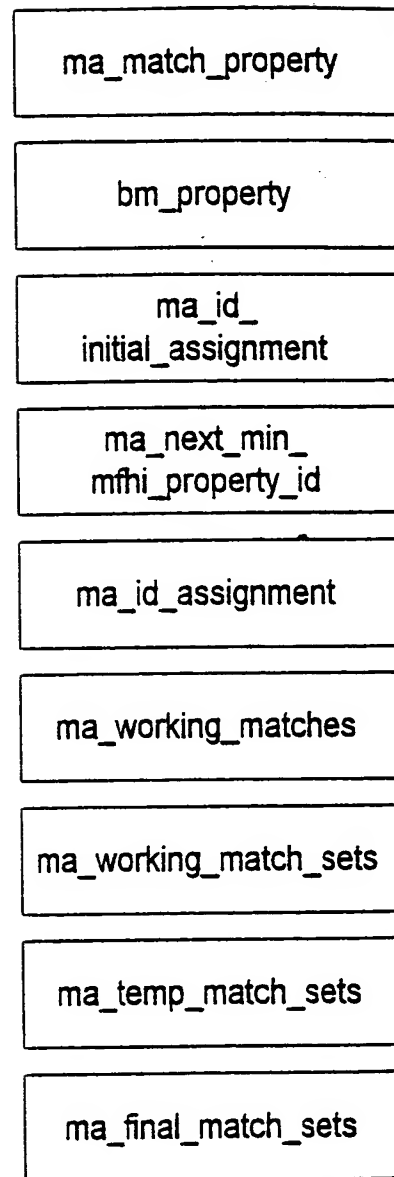 ma_match_property
bm_property
ma_id_
initial_assignment
ma_next_min_
mfhi_property_id
ma_id_assignment
ma_working_matches
ma_working_match_sets
ma_temp_match_sets
ma_final_match_sets